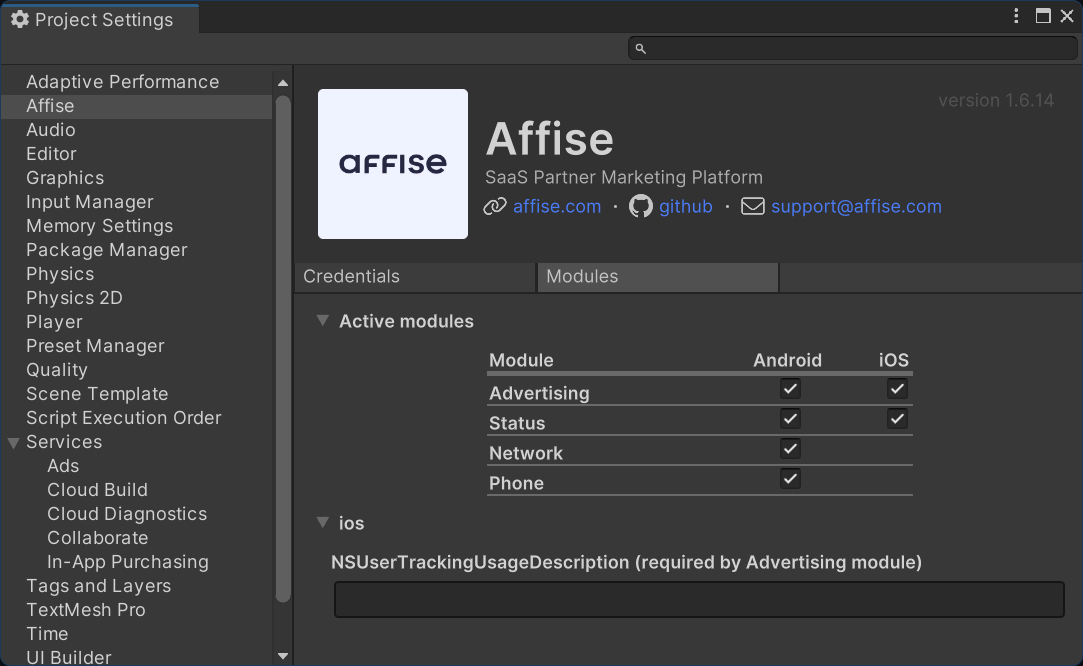 Project Settings
Adaptive Performance
Affise
Audio
Editor
Graphics
Input Manager
Memory Settings
Package Manager
Physics
Physics 2D
Player
Preset Manager
Quality
Scene Template
Script Execution Order
Services
Ads
Cloud Build
Cloud Diagnostics
Collaborate
In-App Purchasing
Tags and Layers
TextMesh Pro
Time
UI Builder
version 1.6.14
AFFISE
Affise
SaaS Partner Marketing Platform
affise.com · github · support@affise.com
Credentials Modules
Active modules
Module Android iOS
Advertising
Status
Network
Phone
ios
NSUserTrackingUsageDescription (required by Advertising module)